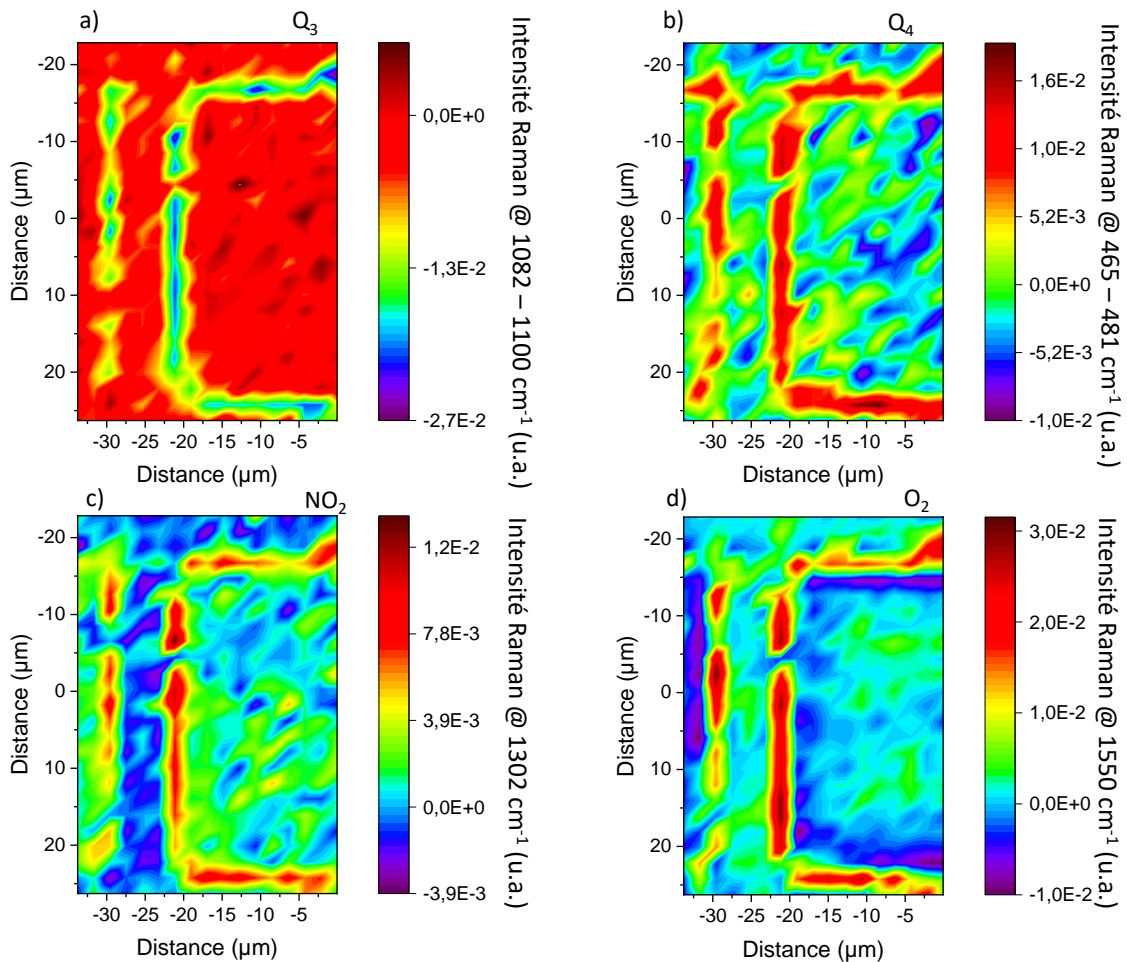 a)
Q₃
-20
-10
0
10
20
-30
-25
-20
-15
-10
-5
Distance (µm)
Distance (µm)
0,0E+0
-1,3E-2
-2,7E-2
Intensité Raman @ 1082 – 1100 cm⁻¹ (u.a.)
b)
Q₄
-20
-10
0
10
20
-30
-25
-20
-15
-10
-5
Distance (µm)
Distance (µm)
1,6E-2
1,0E-2
5,2E-3
0,0E+0
-5,2E-3
-1,0E-2
Intensité Raman @ 465 – 481 cm⁻¹ (u.a.)
c)
NO₂
-20
-10
0
10
20
-30
-25
-20
-15
-10
-5
Distance (µm)
Distance (µm)
1,2E-2
7,8E-3
3,9E-3
0,0E+0
-3,9E-3
Intensité Raman @ 1302 cm⁻¹ (u.a.)
d)
O₂
-20
-10
0
10
20
-30
-25
-20
-15
-10
-5
Distance (µm)
Distance (µm)
3,0E-2
2,0E-2
1,0E-2
0,0E+0
-1,0E-2
Intensité Raman @ 1550 cm⁻¹ (u.a.)